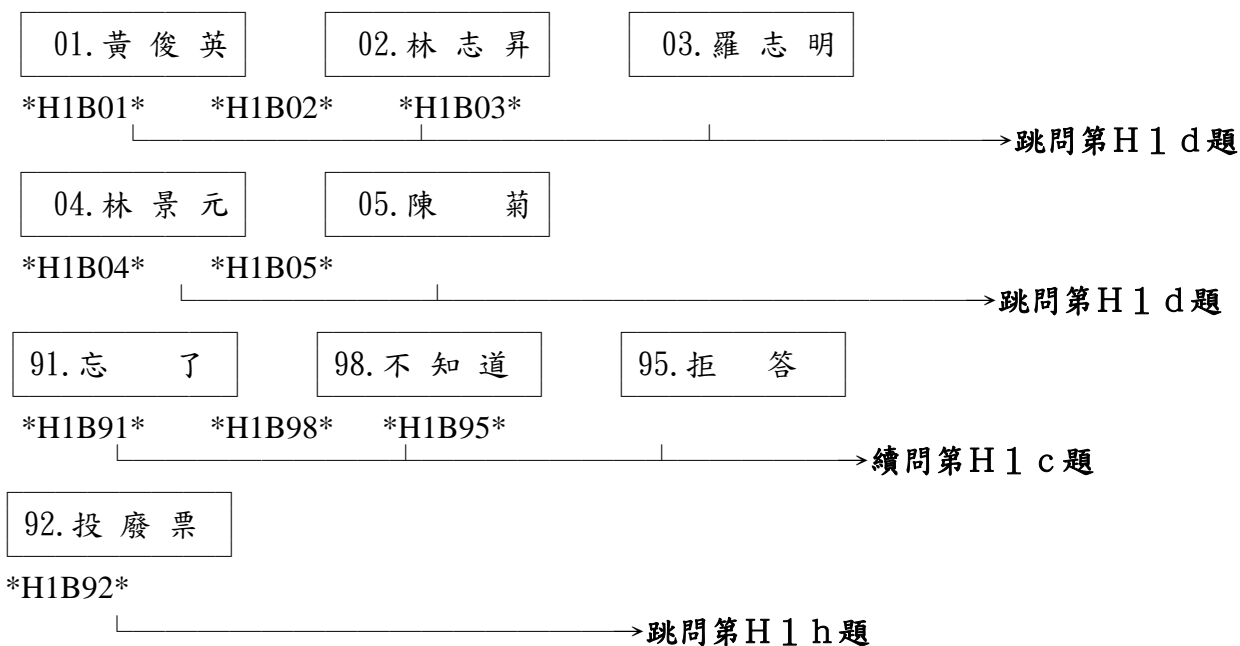 01.黃 俊 英 02.林 志 昇 03.羅 志 明
*H1B01* *H1B02* *H1B03*
→跳問第H1d題
04.林 景 元 05.陳 菊
*H1B04* *H1B05*
→跳問第H1d題
91.忘 了 98.不 知 道 95.拒 答
*H1B91* *H1B98* *H1B95*
→續問第H1c題
92.投 廢 票
*H1B92*
→跳問第H1h題